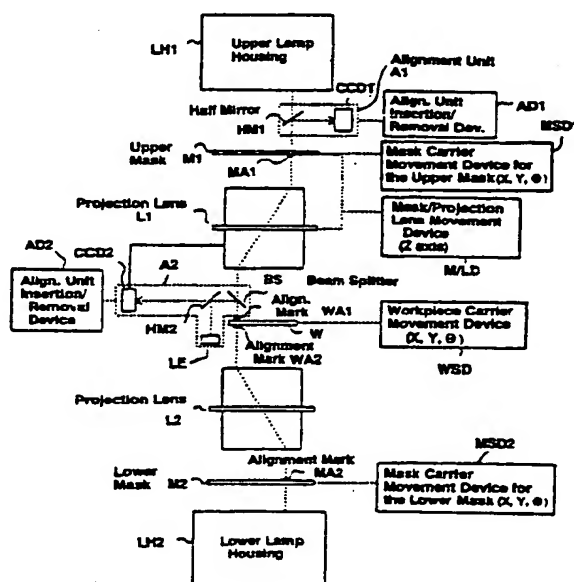 LH1
Upper Lamp
Housing
Alignment Unit
A1
CCD1
Half Mirror
HM1
Align. Unit
Insertion/
Removal Dev.
AD1
MSD1
Upper
Mask M1
MA1
Mask Carrier
Movement Device for
the Upper Mask (X, Y, Θ)
Projection Lens
L1
Mask/Projection
Lens Movement
Device
(Z axis)
M/LD
AD2
CCD2
A2
BS Beam Splitter
Align. Unit
Insertion/
Removal
Device
HM2
Align.
Mark WA1
W
LE
Alignment
Mark WA2
Workpiece Carrier
Movement Device
(X, Y, Θ)
WSD
Projection Lens
L2
Alignment Mark
MA2
Lower
Mask M2
MSD2
Mask Carrier
Movement Device for
the Lower Mask (X, Y, Θ)
LH2
Lower Lamp
Housing